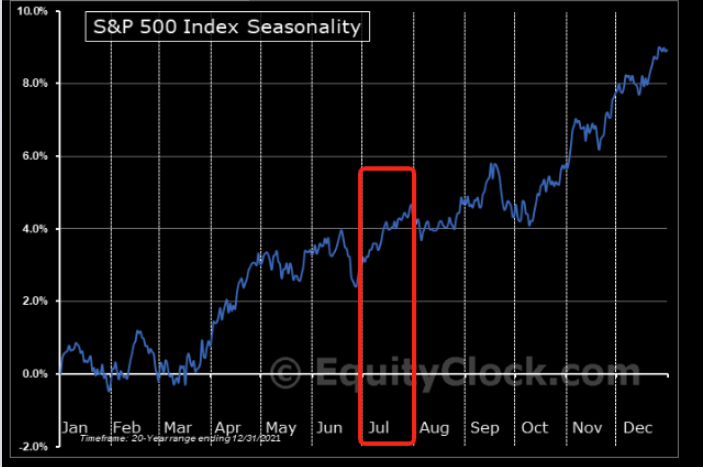 S&P 500 Index Seasonality
10.0%
8.0%
6.0%
4.0%
2.0%
0.0%
-2.0%
© EquityClock.com
Jan Feb Mar Apr May Jun Jul Aug Sep Oct Nov Dec
Timeframe: 20-Year range ending 12/31/2021